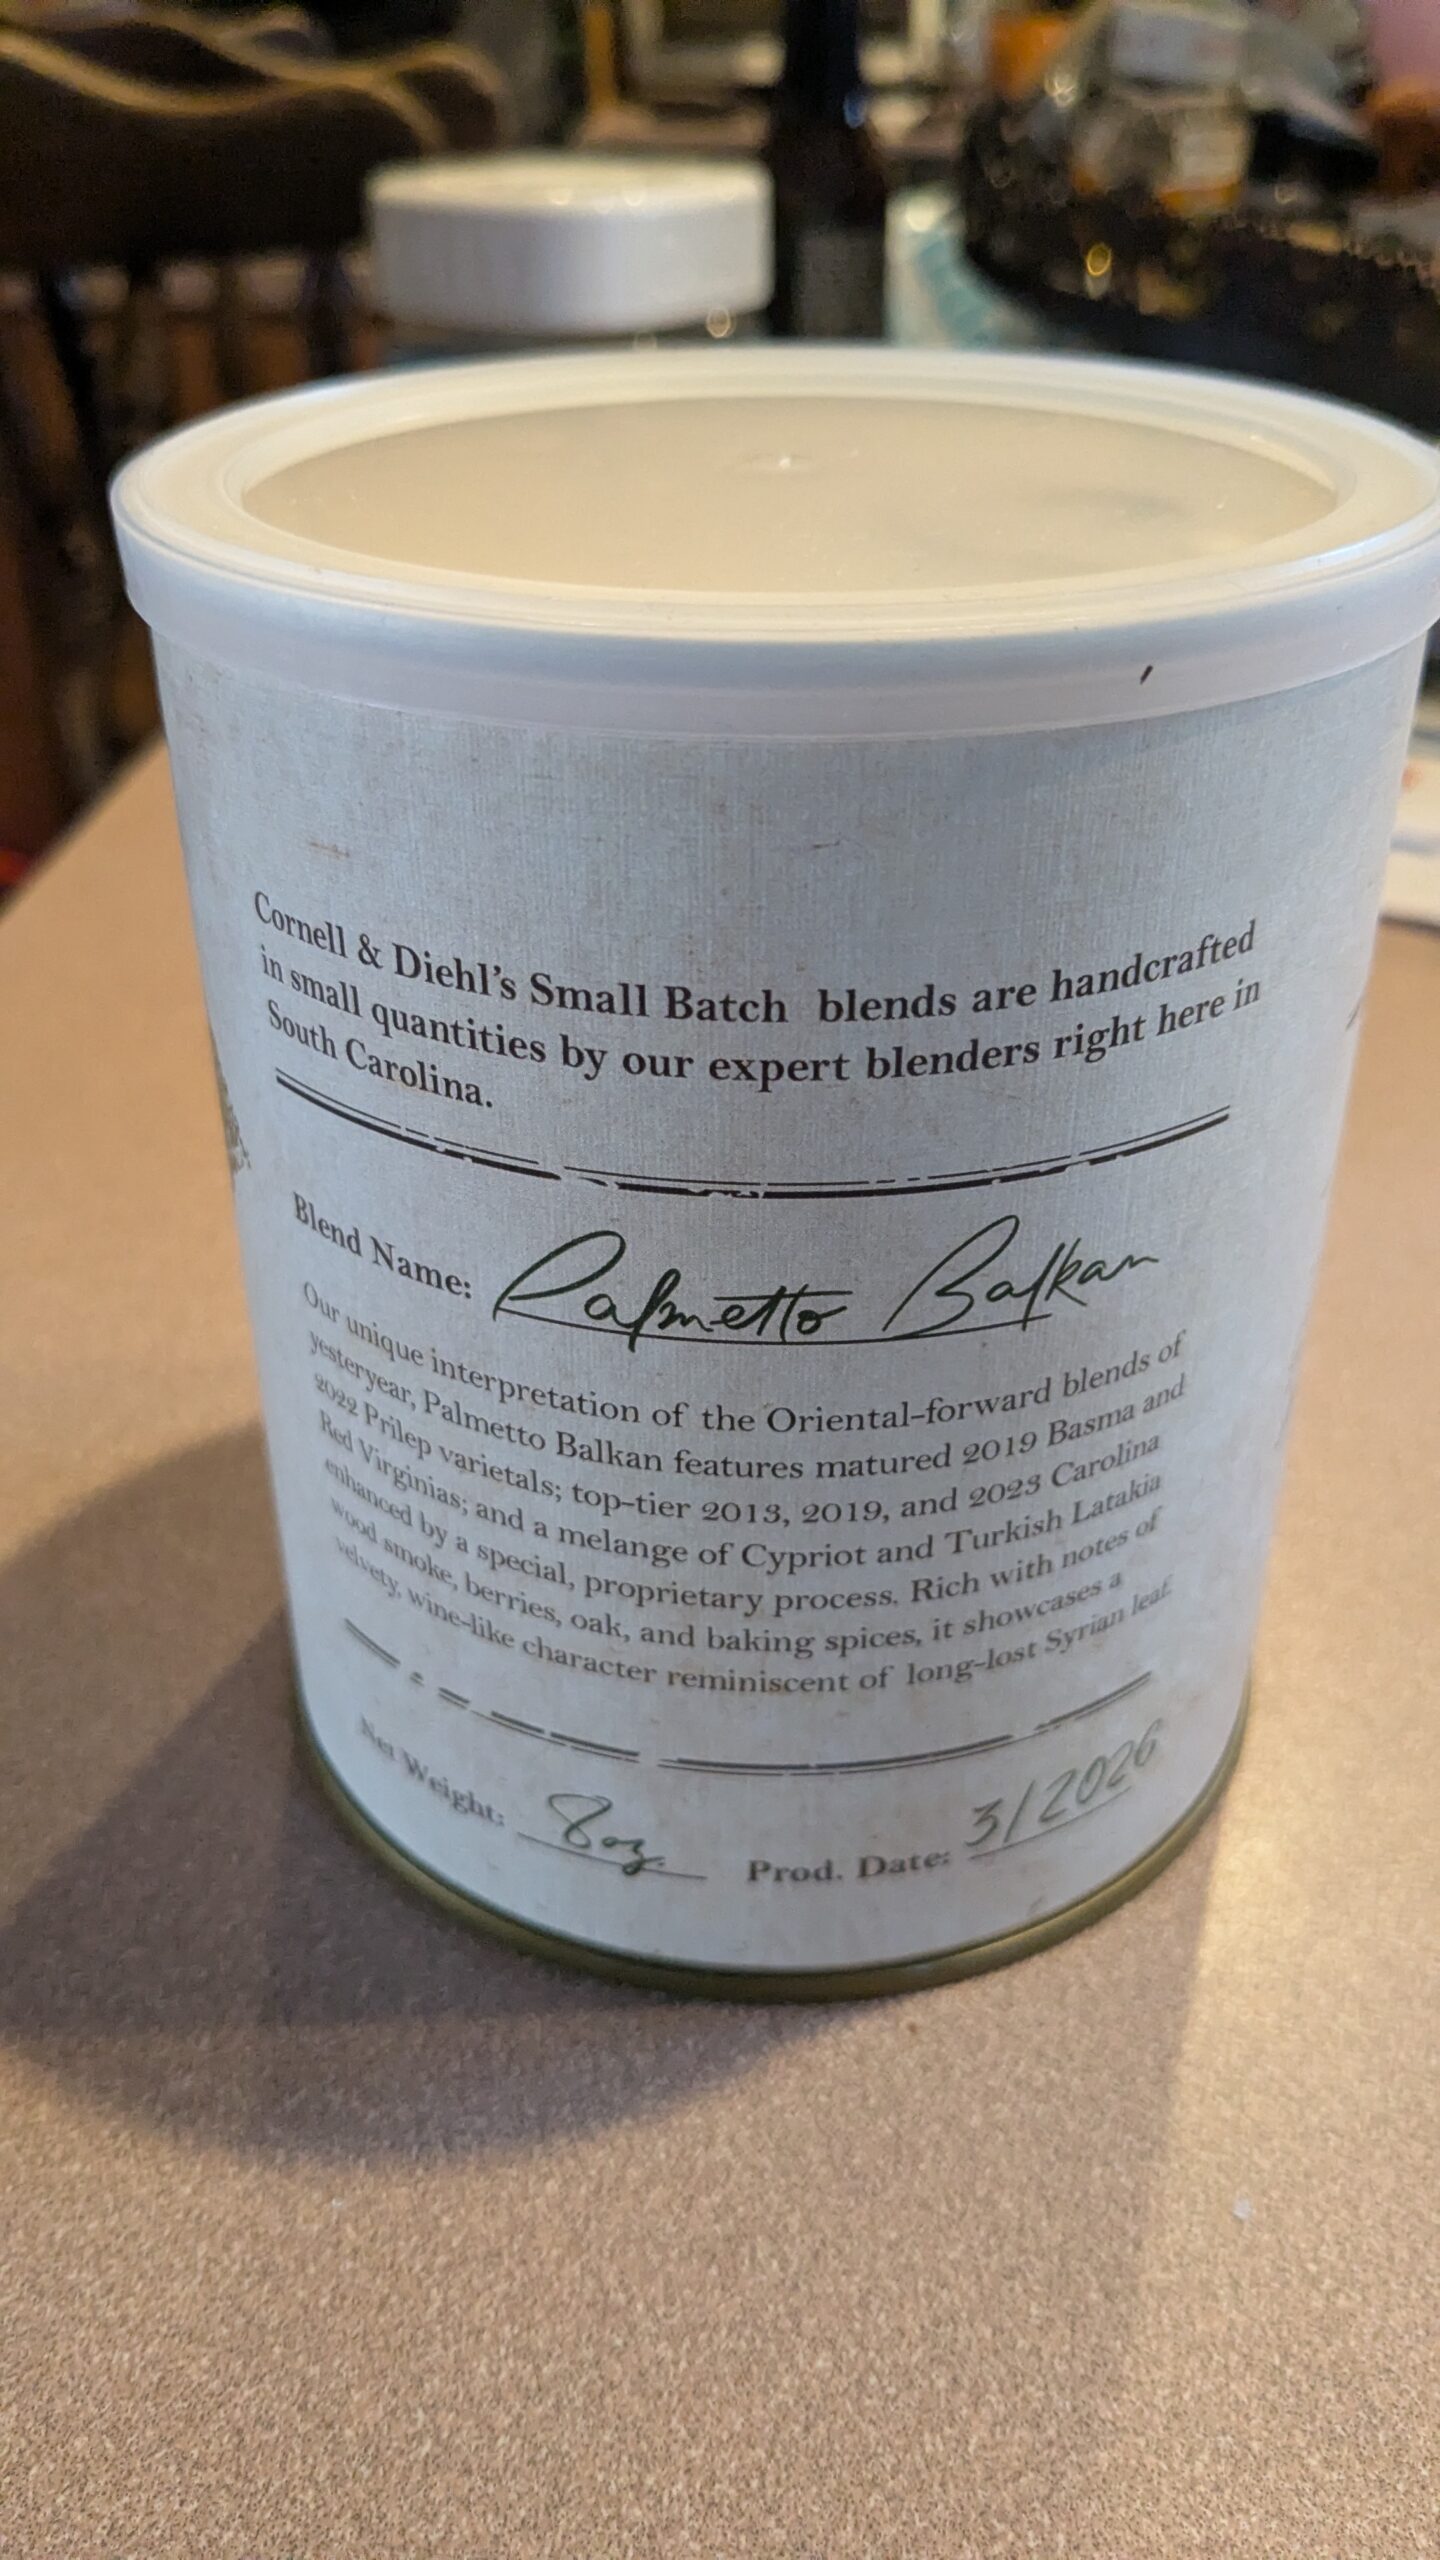 Cornell & Diehl's Small Batch blends are handcrafted
in small quantities by our expert blenders right here in
South Carolina.
Blend Name: Palmetto Balkan
Our unique interpretation of the Oriental-forward blends of
yesteryear, Palmetto Balkan features matured 2019 Basma and
2022 Prilep varietals; top-tier 2013, 2019, and 2023 Carolina
Red Virginias; and a melange of Cypriot and Turkish Latakia
enhanced by a special, proprietary process. Rich with notes of
wood smoke, berries, oak, and baking spices, it showcases a
velvety, wine-like character reminiscent of long-lost Syrian leaf.
Net Weight: 8oz. Prod. Date: 3/2026